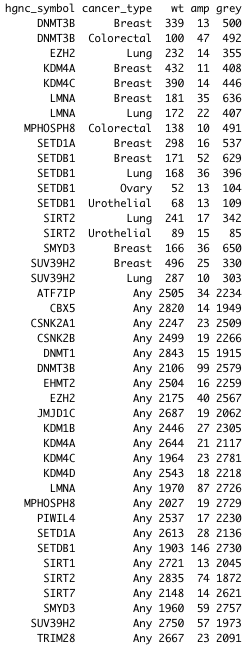 hgnc_symbol cancer_type wt amp grey
DNMT3B Breast 339 13 500
DNMT3B Colorectal 100 47 492
EZH2 Lung 232 14 355
KDM4A Breast 432 11 408
KDM4C Breast 390 14 446
LMNA Breast 181 35 636
LMNA Lung 172 22 407
MPHOSPH8 Colorectal 138 10 491
SETD1A Breast 298 16 537
SETDB1 Breast 171 52 629
SETDB1 Lung 168 36 396
SETDB1 Ovary 52 13 104
SETDB1 Urothelial 68 13 109
SIRT2 Lung 241 17 342
SIRT2 Urothelial 89 15 85
SMYD3 Breast 166 36 650
SUV39H2 Breast 496 25 330
SUV39H2 Lung 287 10 303
ATF7IP Any 2505 34 2234
CBX5 Any 2820 14 1949
CSNK2A1 Any 2247 23 2509
CSNK2B Any 2499 19 2266
DNMT1 Any 2843 15 1915
DNMT3B Any 2106 99 2579
EHMT2 Any 2504 16 2259
EZH2 Any 2175 40 2567
JMJD1C Any 2687 19 2062
KDM1B Any 2446 27 2305
KDM4A Any 2644 21 2117
KDM4C Any 1964 23 2781
KDM4D Any 2543 18 2218
LMNA Any 1970 87 2726
MPHOSPH8 Any 2027 19 2729
PIWIL4 Any 2537 17 2230
SETD1A Any 2613 28 2136
SETDB1 Any 1903 146 2730
SIRT1 Any 2721 13 2045
SIRT2 Any 2835 74 1872
SIRT7 Any 2148 14 2621
SMYD3 Any 1960 59 2757
SUV39H2 Any 2750 57 1973
TRIM28 Any 2667 23 2091